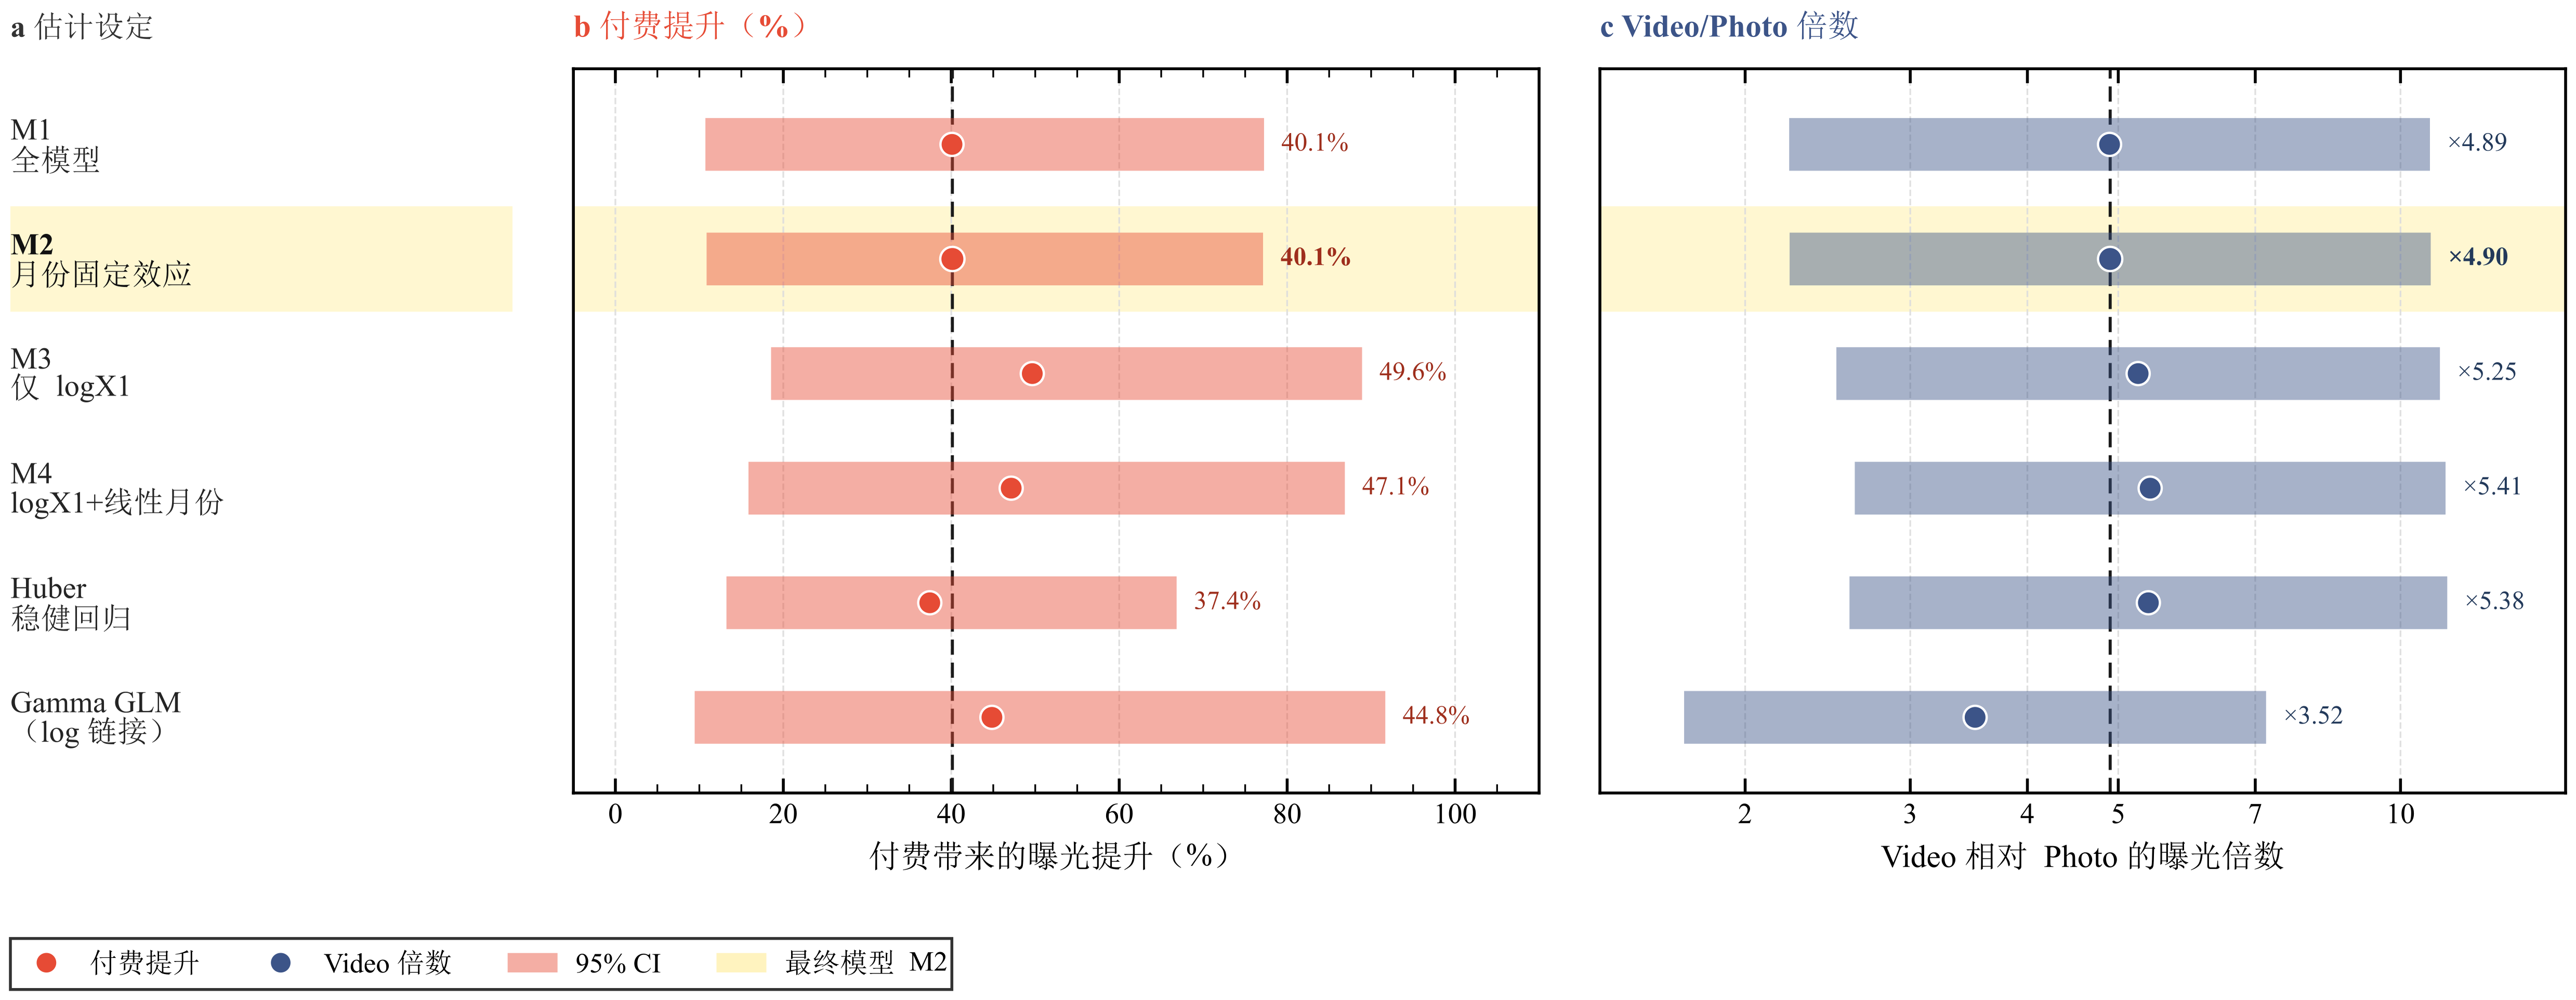 a 估计设定
b 付费提升（%）
c Video/Photo 倍数
M1
全模型
40.1%
×4.89
M2
月份固定效应
40.1%
×4.90
M3
仅 logX1
49.6%
×5.25
M4
logX1+线性月份
47.1%
×5.41
Huber
稳健回归
37.4%
×5.38
Gamma GLM
（log 链接）
44.8%
×3.52
0 20 40 60 80 100
付费带来的曝光提升（%）
2 3 4 5 7 10
Video 相对 Photo 的曝光倍数
付费提升 Video 倍数 95% CI 最终模型 M2